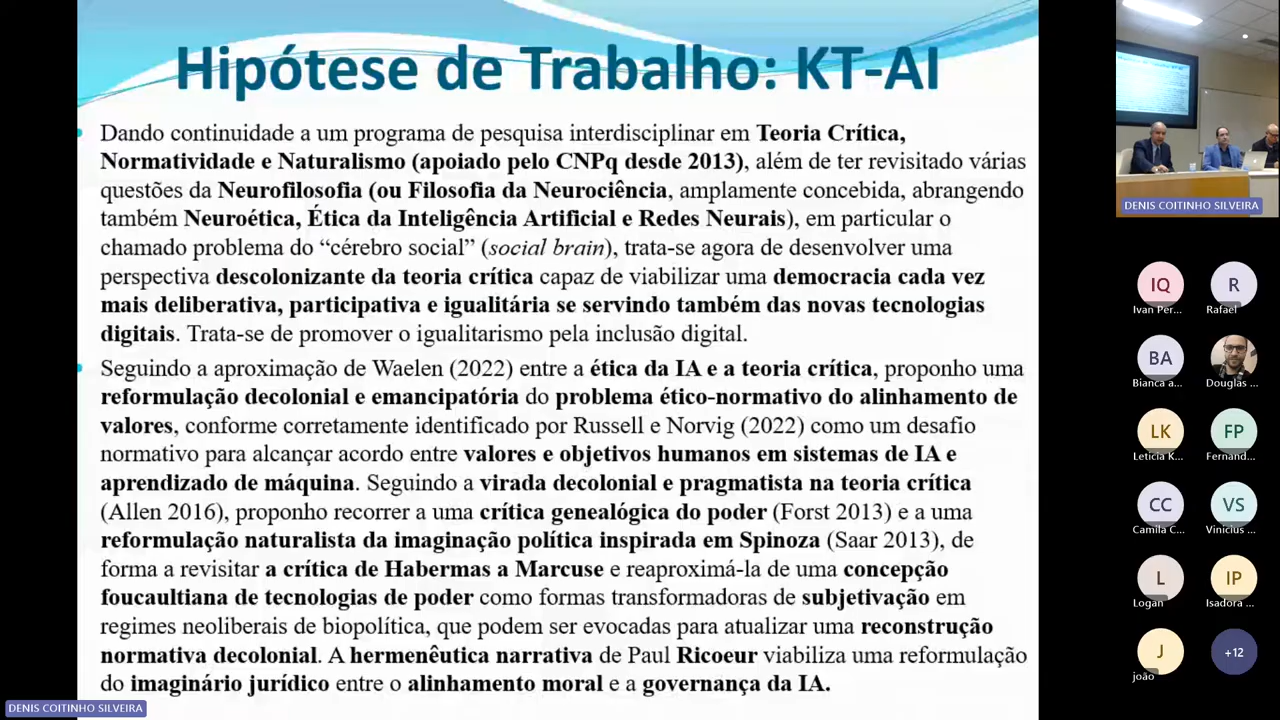 Hipótese de Trabalho: KT-AI
Dando continuidade a um programa de pesquisa interdisciplinar em Teoria Crítica,
Normatividade e Naturalismo (apoiado pelo CNPq desde 2013), além de ter revisitado várias
questões da Neurofilosofia (ou Filosofia da Neurociência, amplamente concebida, abrangendo
também Neuroética, Ética da Inteligência Artificial e Redes Neurais), em particular o
chamado problema do “cérebro social” (social brain), trata-se agora de desenvolver uma
perspectiva descolonizante da teoria crítica capaz de viabilizar uma democracia cada vez
mais deliberativa, participativa e igualitária se servindo também das novas tecnologias
digitais. Trata-se de promover o igualitarismo pela inclusão digital.
Seguindo a aproximação de Waelen (2022) entre a ética da IA e a teoria crítica, proponho uma
reformulação decolonial e emancipatória do problema ético-normativo do alinhamento de
valores, conforme corretamente identificado por Russell e Norvig (2022) como um desafio
normativo para alcançar acordo entre valores e objetivos humanos em sistemas de IA e
aprendizado de máquina. Seguindo a virada decolonial e pragmatista na teoria crítica
(Allen 2016), proponho recorrer a uma crítica genealógica do poder (Forst 2013) e a uma
reformulação naturalista da imaginação política inspirada em Spinoza (Saar 2013), de
forma a revisitar a crítica de Habermas a Marcuse e reaproximá-la de uma concepção
foucaultiana de tecnologias de poder como formas transformadoras de subjetivação em
regimes neoliberais de biopolítica, que podem ser evocadas para atualizar uma reconstrução
normativa decolonial. A hermenêutica narrativa de Paul Ricoeur viabiliza uma reformulação
do imaginário jurídico entre o alinhamento moral e a governança da IA.
DENIS COITINHO SILVEIRA
DENIS COITINHO SILVEIRA
IQ
R
Ivan Per...
Rafael
BA
Bianca a...
Douglas ...
LK
FP
Leticia K...
Fernand...
CC
VS
Camila C...
Vinicius ...
L
IP
Logan
Isadora ...
J
+12
joão